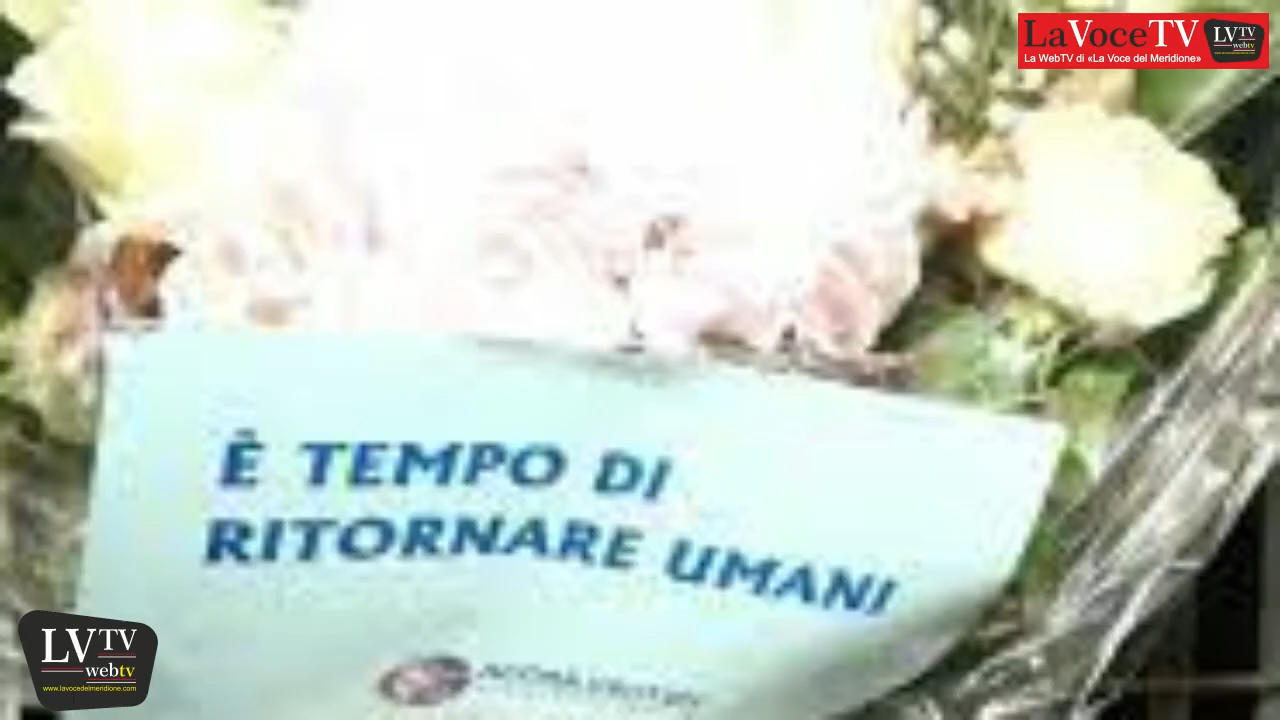 LaVoceTV
LVTV
webtv
La WebTV di «La Voce del Meridione»
È TEMPO DI
RITORNARE UMANI
LVTV
webtv
www.lavocedelmeridione.com